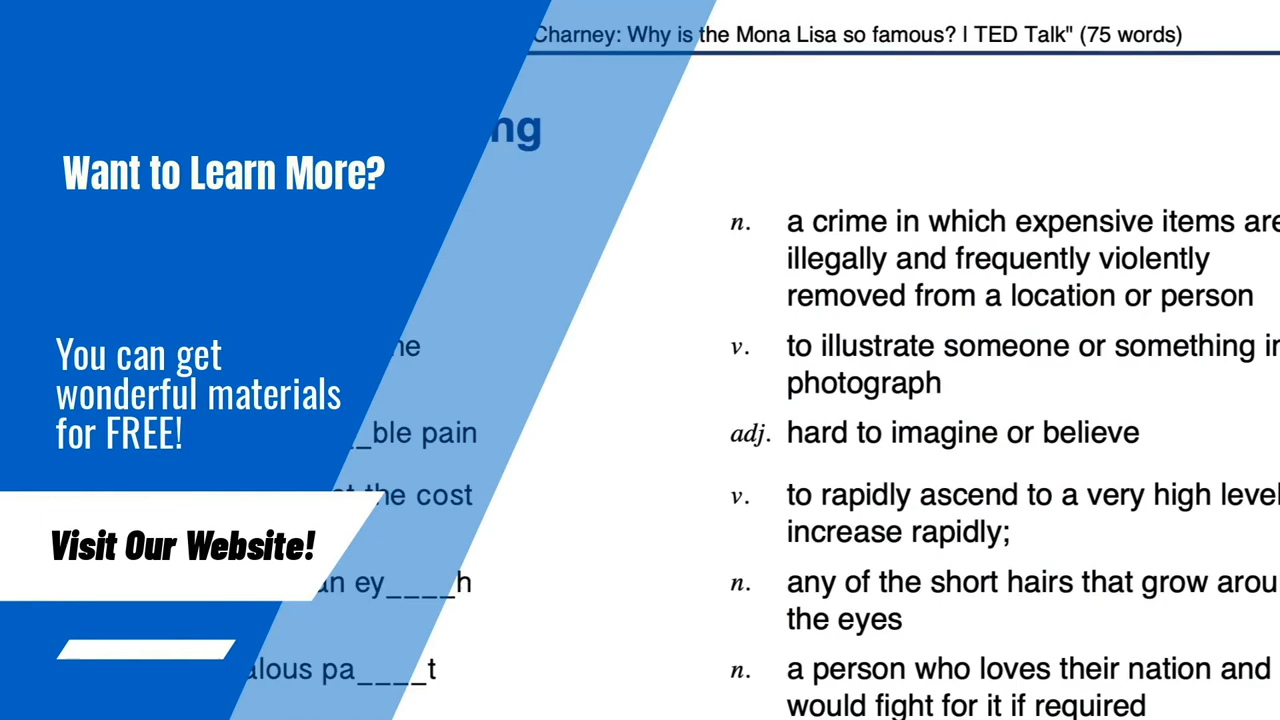 Charney: Why is the Mona Lisa so famous? | TED Talk" (75 words)
ng
Want to Learn More?
You can get
wonderful materials
for FREE!
Visit Our Website!
n. a crime in which expensive items are
illegally and frequently violently
removed from a location or person
v. to illustrate someone or something in
photograph
_ble pain
adj. hard to imagine or believe
the cost
v. to rapidly ascend to a very high level
increase rapidly;
an ey____h
n. any of the short hairs that grow
the eyes
alous pa____t
n. a person who loves their nation and
would fight for it if required